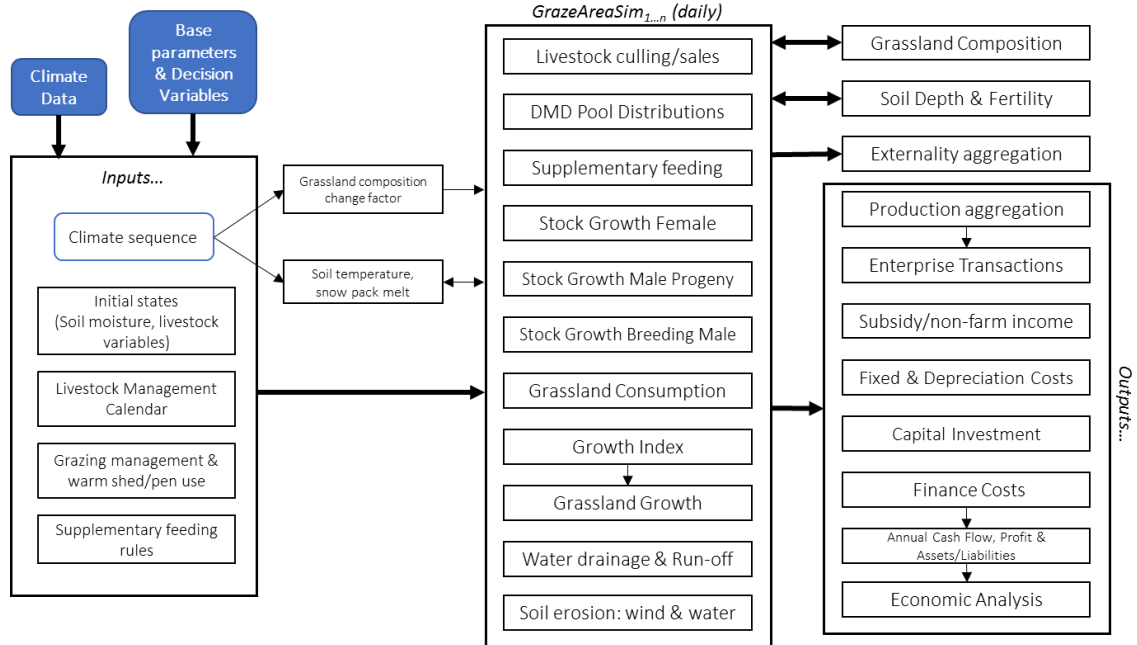 GrazeAreaSim1...n (daily)
Climate
Data
Base
parameters
& Decision
Variables
Inputs...
Climate sequence
Initial states
(Soil moisture, livestock
variables)
Livestock Management
Calendar
Grazing management &
warm shed/pen use
Supplementary feeding
rules
Grassland composition
change factor
Soil temperature,
snow pack melt
Livestock culling/sales
DMD Pool Distributions
Supplementary feeding
Stock Growth Female
Stock Growth Male Progeny
Stock Growth Breeding Male
Grassland Consumption
Growth Index
Grassland Growth
Water drainage & Run-off
Soil erosion: wind & water
Grassland Composition
Soil Depth & Fertility
Externality aggregation
Production aggregation
Enterprise Transactions
Subsidy/non-farm income
Fixed & Depreciation Costs
Capital Investment
Finance Costs
Annual Cash Flow, Profit &
Assets/Liabilities
Economic Analysis
Outputs...